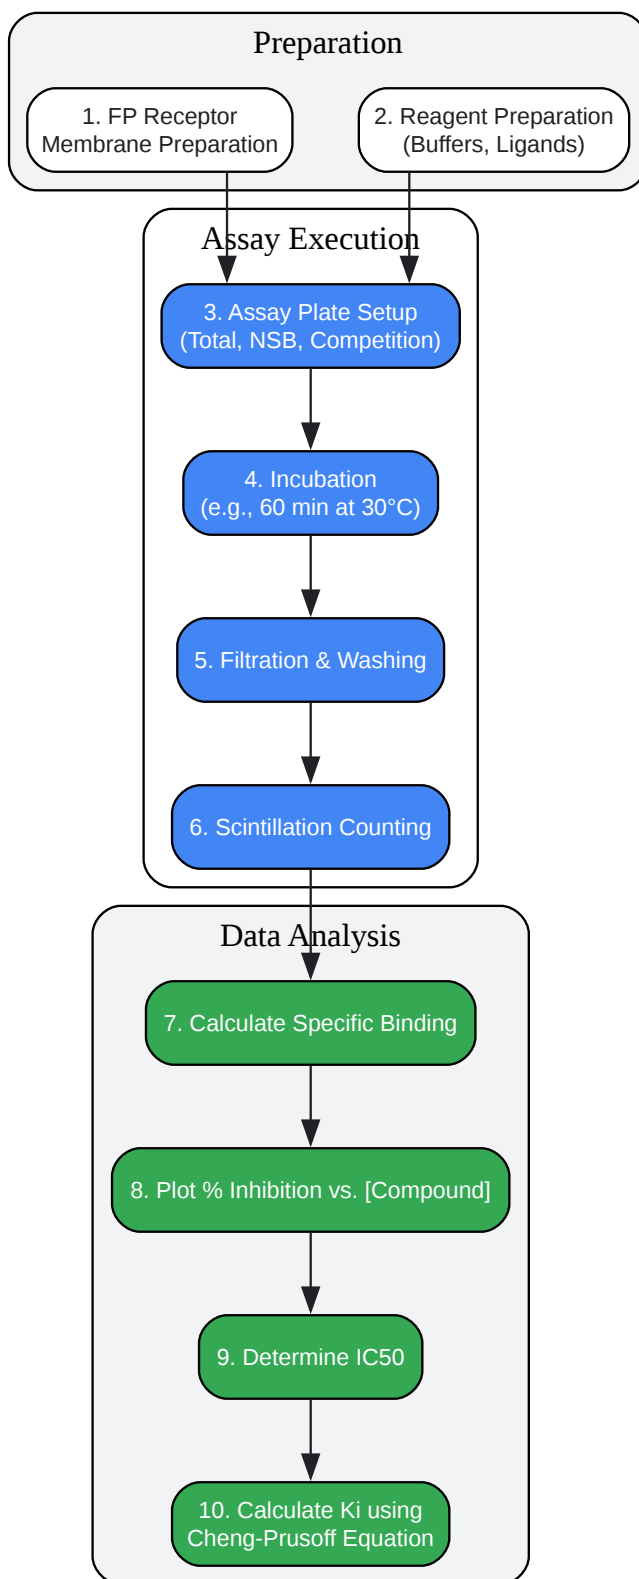 Preparation
1. FP Receptor
Membrane Preparation
2. Reagent Preparation
(Buffers, Ligands)
Assay Execution
3. Assay Plate Setup
(Total, NSB, Competition)
4. Incubation
(e.g., 60 min at 30°C)
5. Filtration & Washing
6. Scintillation Counting
Data Analysis
7. Calculate Specific Binding
8. Plot % Inhibition vs. [Compound]
9. Determine IC50
10. Calculate Ki using
Cheng-Prusoff Equation